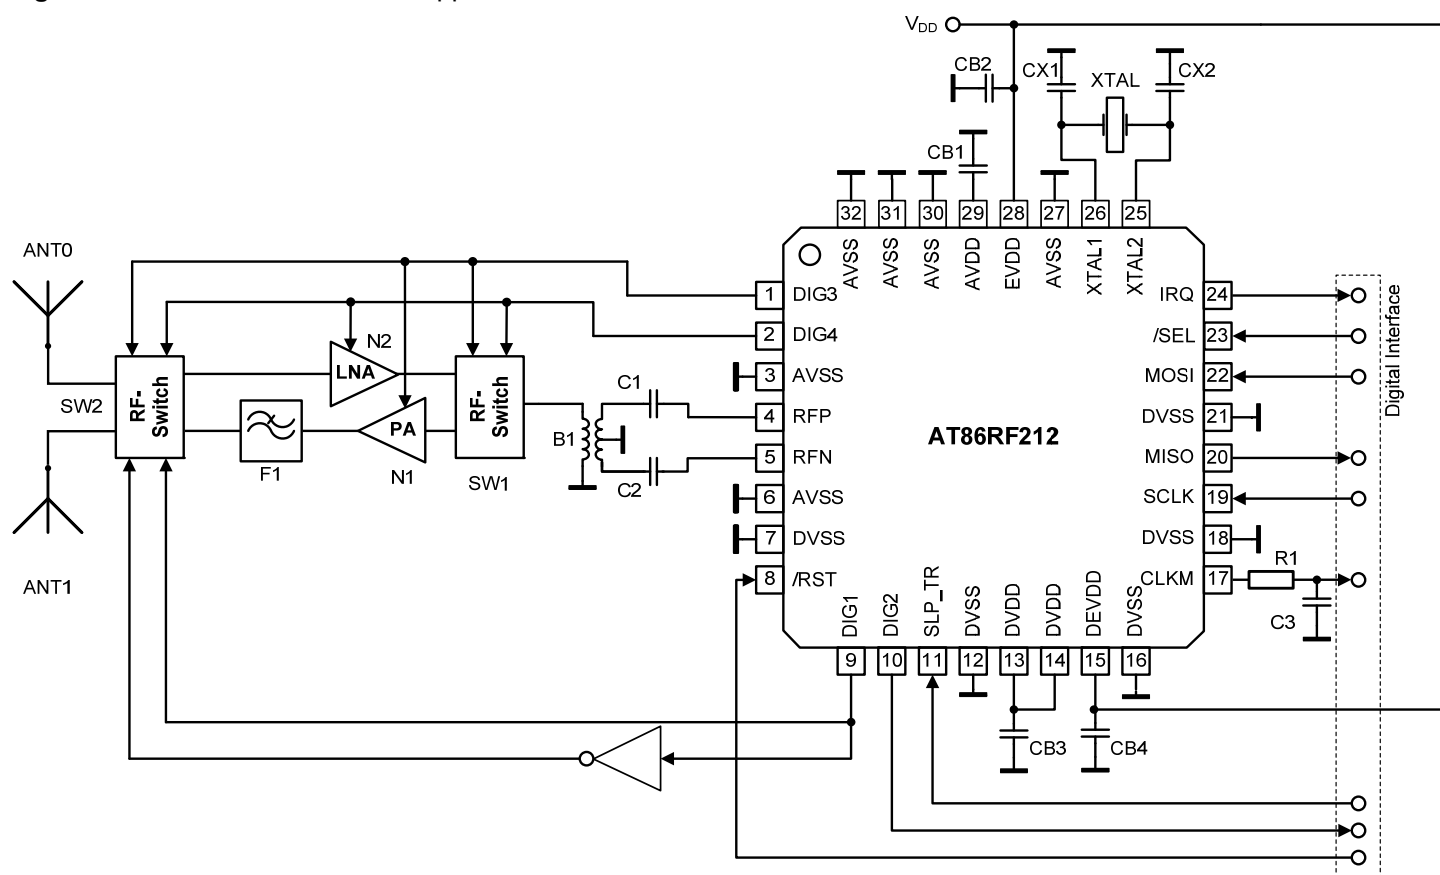 VDD
CB2
CX1
XTAL
CX2
CB1
32 31 30 29 28 27 26 25
AVSS
AVSS
AVSS
AVDD
EVDD
AVSS
XTAL1
XTAL2
ANT0
1 DIG3
IRQ 24
2 DIG4
/SEL 23
N2
LNA
3 AVSS
MOSI 22
Digital Interface
SW2
RF-
Switch
RF-
Switch
C1
4 RFP
DVSS 21
PA
B1
AT86RF212
F1
N1
SW1
C2
5 RFN
MISO 20
6 AVSS
SCLK 19
7 DVSS
DVSS 18
ANT1
8 /RST
CLKM 17
R1
C3
DIG1
DIG2
SLP_TR
DVSS
DVDD
DVDD
DEVDD
DVSS
9 10 11 12 13 14 15 16
CB3
CB4